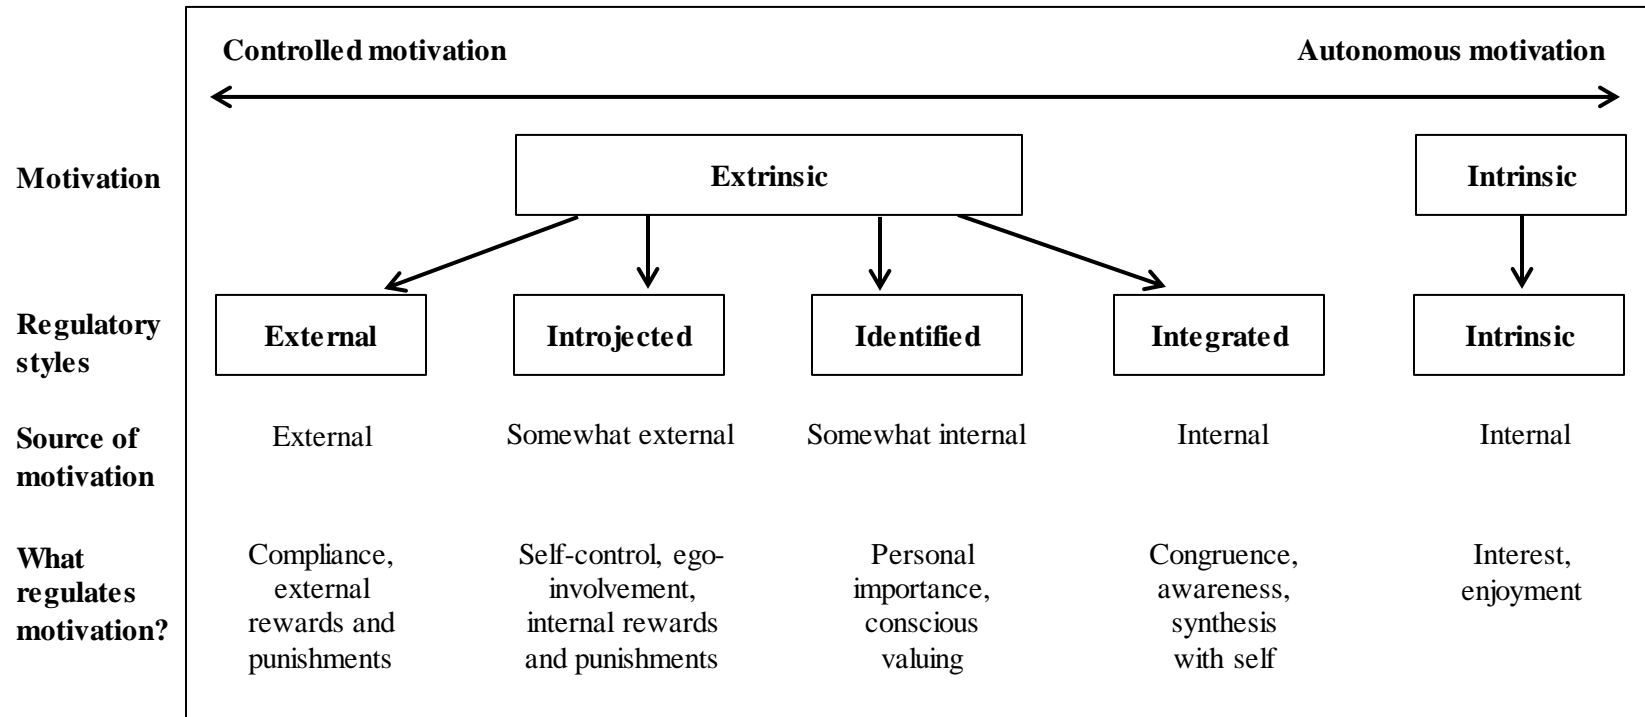 Controlled motivation
Autonomous motivation
Motivation
Extrinsic
Intrinsic
Regulatory
styles
External
Introjected
Identified
Integrated
Intrinsic
Source of
motivation
External
Somewhat external
Somewhat internal
Internal
Internal
What
regulates
motivation?
Compliance,
external
rewards and
punishments
Self-control, ego-
involvement,
internal rewards
and punishments
Personal
importance,
conscious
valuing
Congruence,
awareness,
synthesis
with self
Interest,
enjoyment